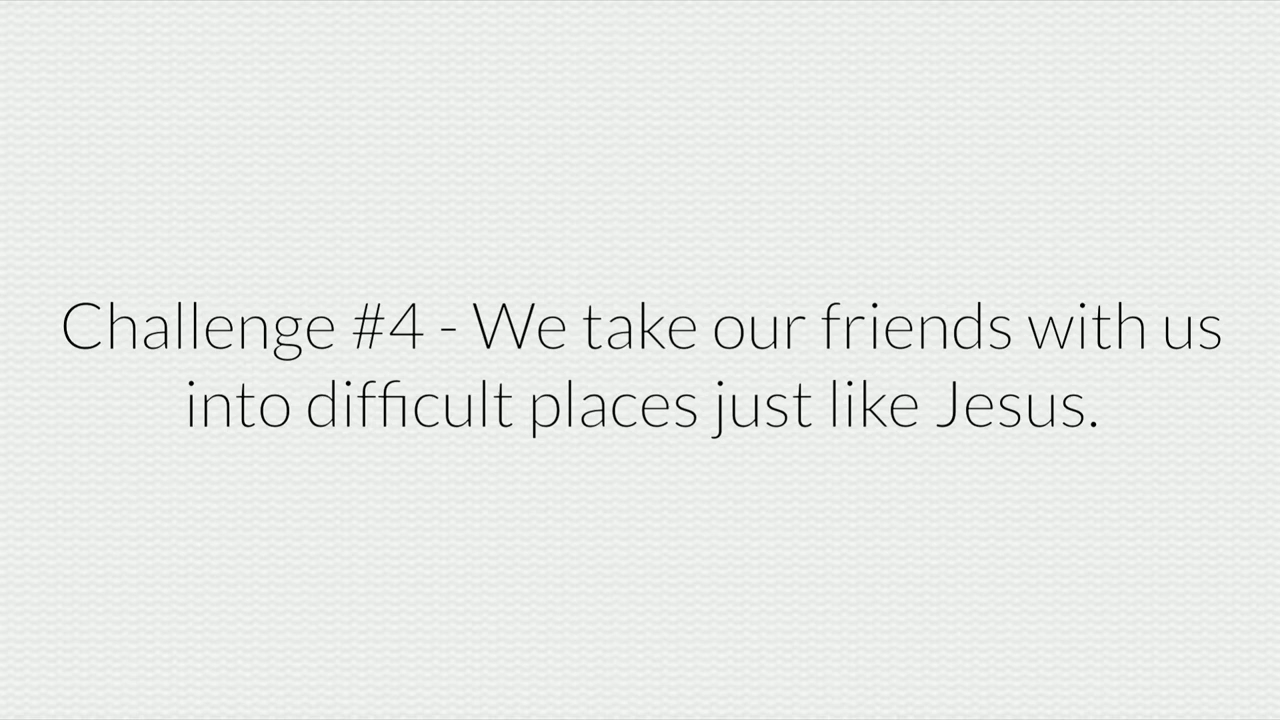 Challenge #4 - We take our friends with us
into difficult places just like Jesus.